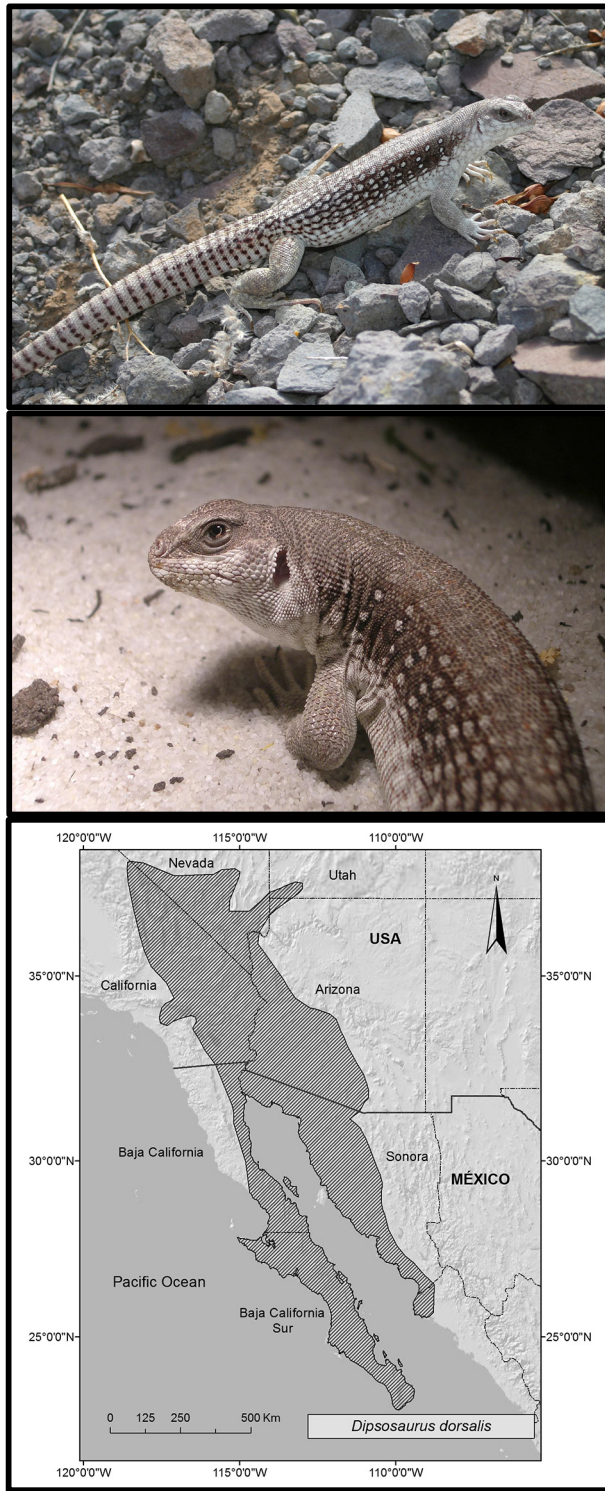 120°0'0"W 115°0'0"W 110°0'0"W
Nevada
Utah
N
USA
35°0'0"N 35°0'0"N
California
Arizona
30°0'0"N 30°0'0"N
Baja California
Sonora
MÉXICO
Pacific Ocean
25°0'0"N 25°0'0"N
Baja California
Sur
0 125 250 500 Km
Dipsosaurus dorsalis
120°0'0"W 115°0'0"W 110°0'0"W